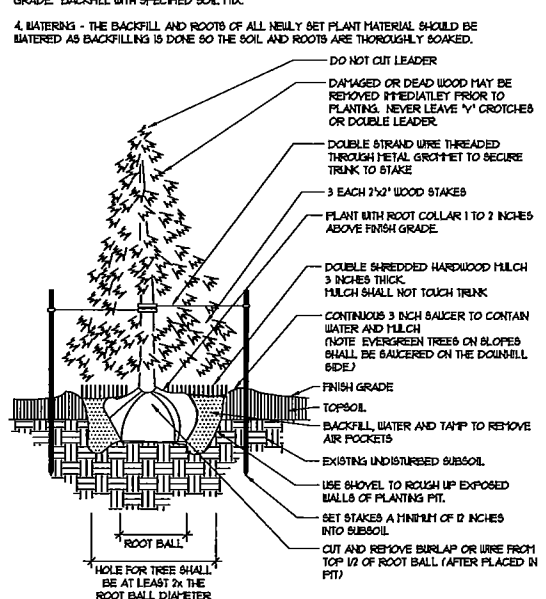 GRADE. BACKFILL WITH SPECIFIED SOIL MIX.
4. WATERING - THE BACKFILL AND ROOTS OF ALL NEWLY SET PLANT MATERIAL SHOULD BE
WATERED AS BACKFILLING IS DONE SO THE SOIL AND ROOTS ARE THOROUGHLY SOAKED.
DO NOT CUT LEADER
DAMAGED OR DEAD WOOD MAY BE
REMOVED IMMEDIATLEY PRIOR TO
PLANTING. NEVER LEAVE "V" CROTCHES
OR DOUBLE LEADER.
DOUBLE STRAND WIRE THREADED
THROUGH METAL GROMMET TO SECURE
TRUNK TO STAKE
3 EACH 2"x2" WOOD STAKES
PLANT WITH ROOT COLLAR 1 TO 2 INCHES
ABOVE FINISH GRADE.
DOUBLE SHREDDED HARDWOOD MULCH
3 INCHES THICK.
MULCH SHALL NOT TOUCH TRUNK
CONTINUOUS 3 INCH SAUCER TO CONTAIN
WATER AND MULCH
(NOTE EVERGREEN TREES ON SLOPES
SHALL BE SAUCERED ON THE DOWNHILL
SIDE.)
FINISH GRADE
TOPSOIL
BACKFILL, WATER AND TAMP TO REMOVE
AIR POCKETS
EXISTING UNDISTURBED SUBSOIL.
USE SHOVEL TO ROUGH UP EXPOSED
WALLS OF PLANTING PIT.
SET STAKES A MINIMUM OF 12 INCHES
INTO SUBSOIL
CUT AND REMOVE BURLAP OR WIRE FROM
TOP 1/2 OF ROOT BALL (AFTER PLACED IN
PIT)
ROOT BALL
HOLE FOR TREE SHALL
BE AT LEAST 2x THE
ROOT BALL DIAMETER